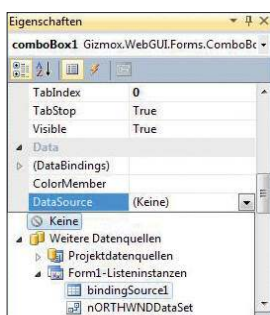 Eigenschaften
comboBox1 Gizmox.WebGUI.Forms.ComboBc
TabIndex 0
TabStop True
Visible True
Data
(DataBindings)
ColorMember
DataSource (Keine)
Keine
Weitere Datenquellen
Projektdatenquellen
Form1-Listeninstanzen
bindingSource1
nORTHWNDDataSet